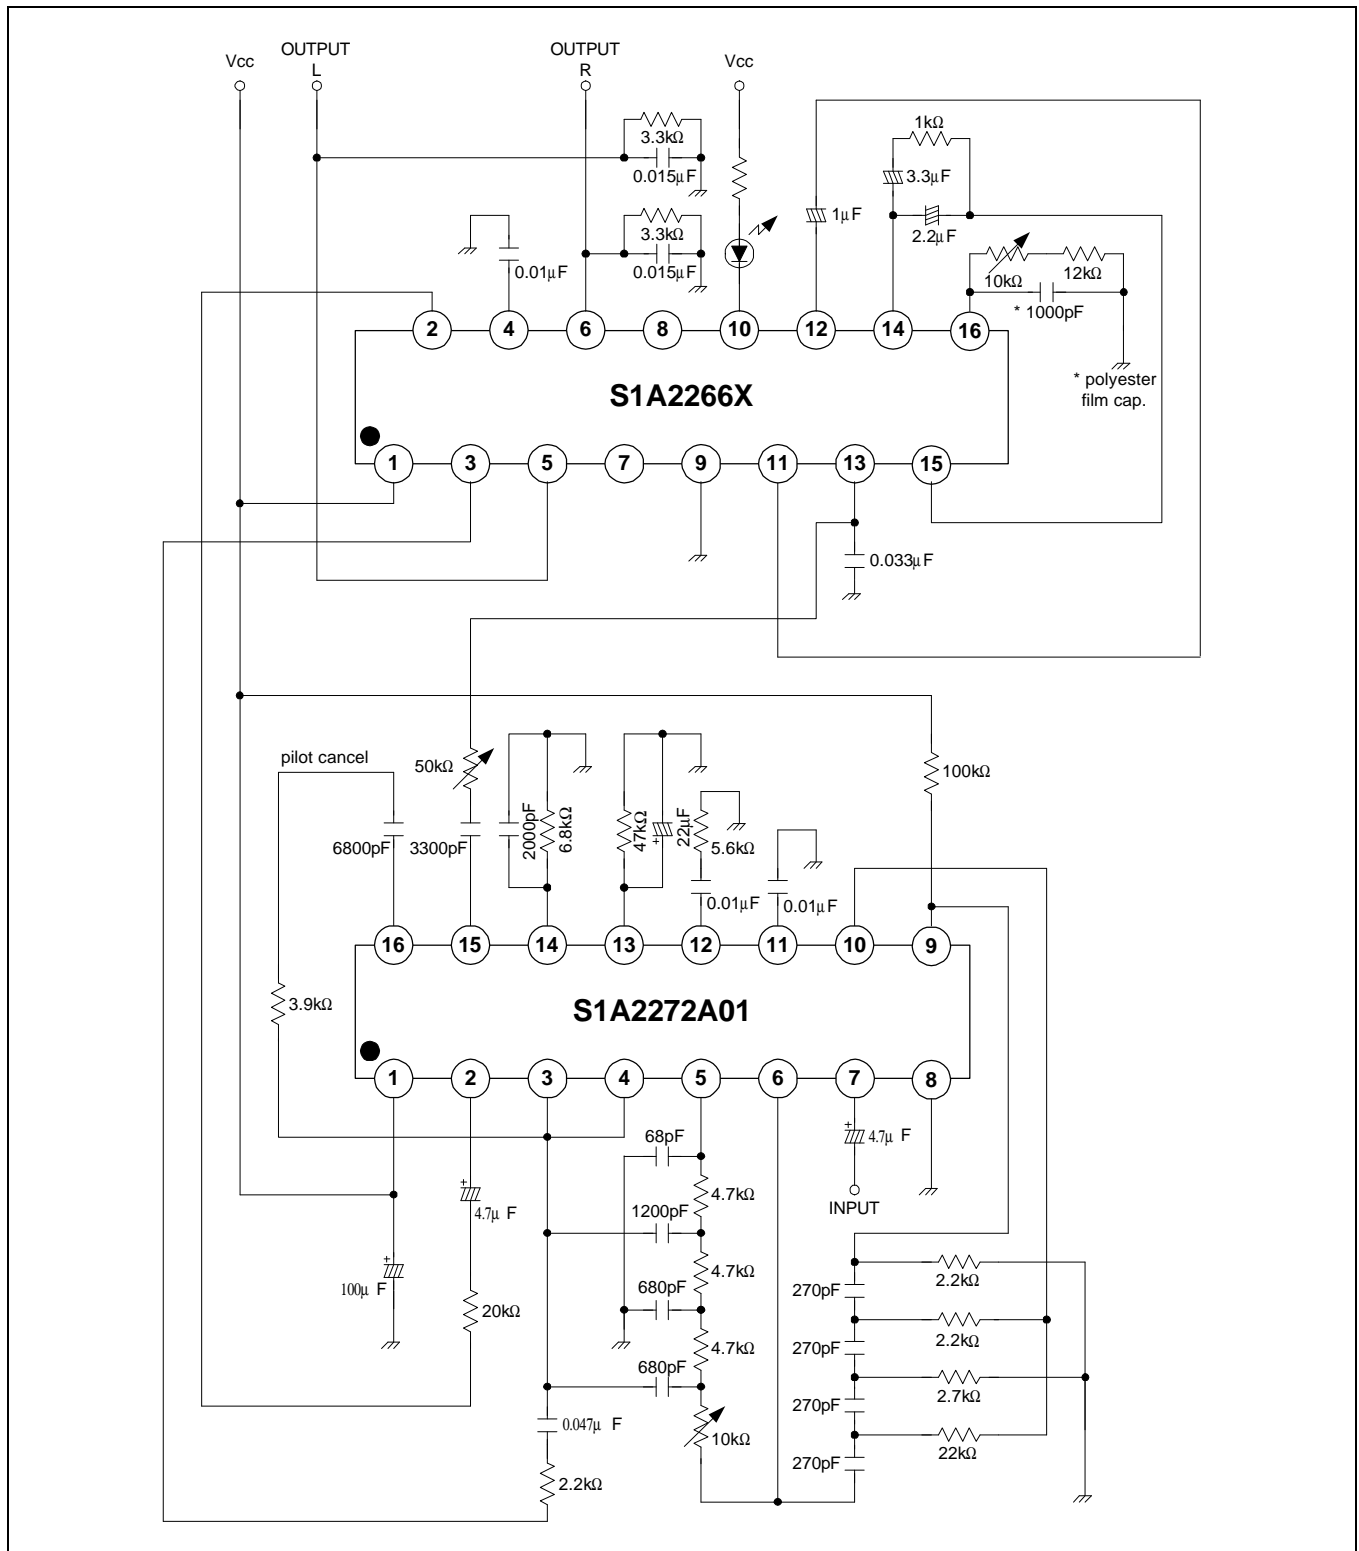 OUTPUT
L
OUTPUT
R
Vcc
Vcc
3.3kΩ
0.015μF
1kΩ
3.3μF
1μF
2.2μF
3.3kΩ
0.015μF
0.01μF
10kΩ
12kΩ
* 1000pF
2
4
6
8
10
12
14
16
* polyester
film cap.
S1A2266X
1
3
5
7
9
11
13
15
0.033μF
pilot cancel
50kΩ
100kΩ
6800pF
3300pF
2000pF
6.8kΩ
47kΩ
+
22μF
5.6kΩ
0.01μF
0.01μF
16
15
14
13
12
11
10
9
3.9kΩ
S1A2272A01
1
2
3
4
5
6
7
8
+
4.7μ F
INPUT
68pF
4.7kΩ
+
4.7μ F
1200pF
4.7kΩ
+
100μ F
20kΩ
680pF
4.7kΩ
680pF
10kΩ
0.047μ F
2.2kΩ
2.2kΩ
270pF
2.2kΩ
270pF
2.7kΩ
270pF
22kΩ
270pF